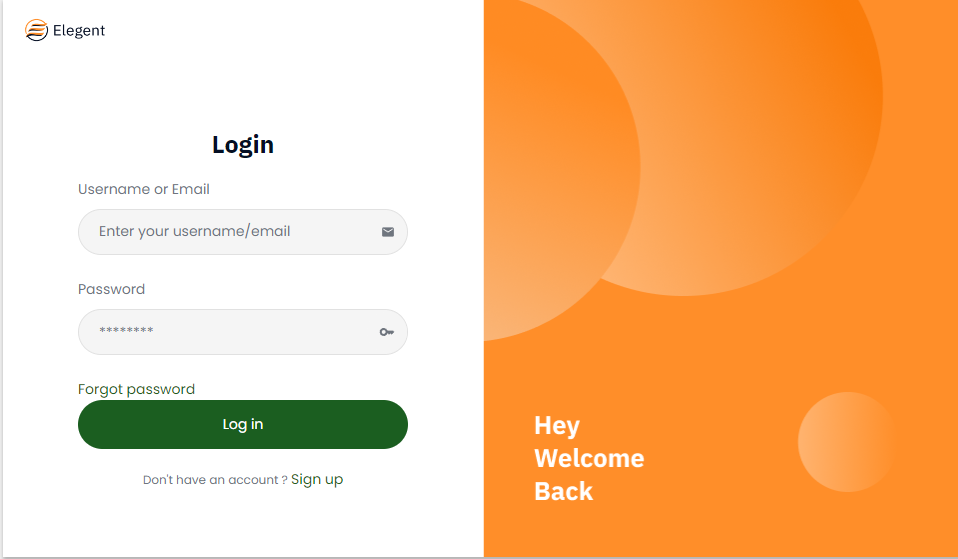 Elegent
Login
Username or Email
Enter your username/email
Password
********
Forgot password
Log in
Don't have an account ? Sign up
Hey
Welcome
Back